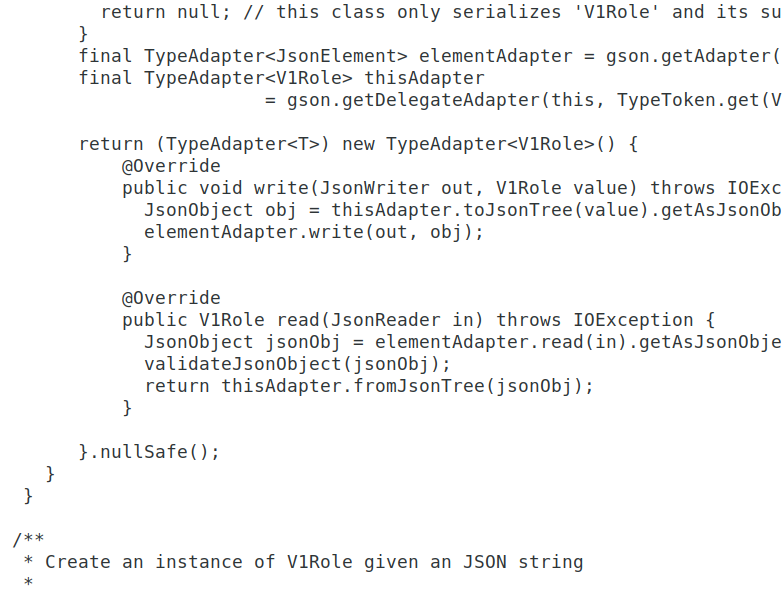 return null; // this class only serializes 'V1Role' and its su
}
final TypeAdapter<JsonElement> elementAdapter = gson.getAdapter(
final TypeAdapter<V1Role> thisAdapter
= gson.getDelegateAdapter(this, TypeToken.get(V
return (TypeAdapter<T>) new TypeAdapter<V1Role>() {
@Override
public void write(JsonWriter out, V1Role value) throws IOExc
JsonObject obj = thisAdapter.toJsonTree(value).getAsJsonOb
elementAdapter.write(out, obj);
}
@Override
public V1Role read(JsonReader in) throws IOException {
JsonObject jsonObj = elementAdapter.read(in).getAsJsonObje
validateJsonObject(jsonObj);
return thisAdapter.fromJsonTree(jsonObj);
}
}.nullSafe();
}
}
/**
* Create an instance of V1Role given an JSON string
*